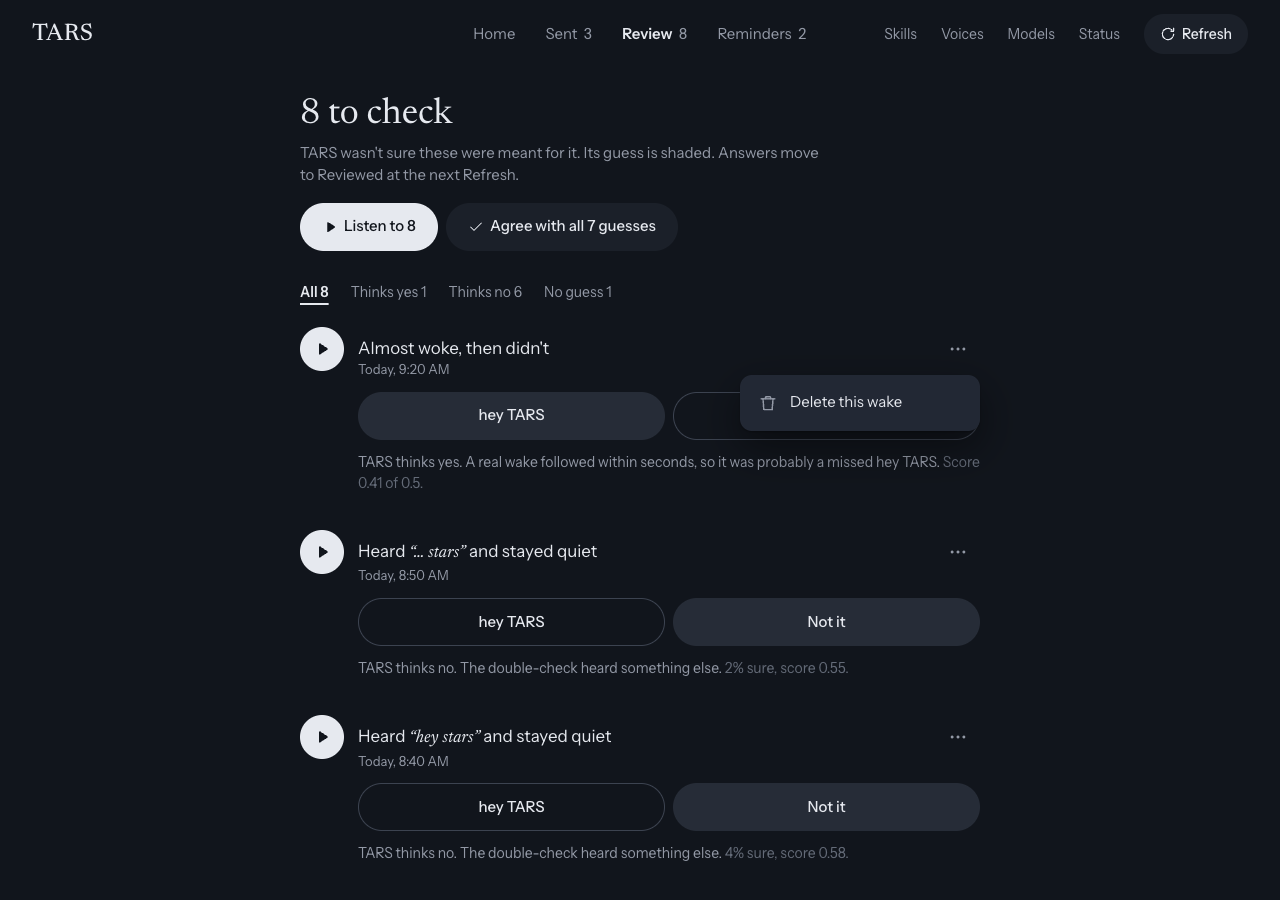 TARS
Home Sent 3 Review 8 Reminders 2 Skills Voices Models Status Refresh
8 to check
TARS wasn't sure these were meant for it. Its guess is shaded. Answers move
to Reviewed at the next Refresh.
Listen to 8 Agree with all 7 guesses
All 8 Thinks yes 1 Thinks no 6 No guess 1
Almost woke, then didn't
Today, 9:20 AM
Delete this wake
hey TARS
TARS thinks yes. A real wake followed within seconds, so it was probably a missed hey TARS. Score
0.41 of 0.5.
Heard “... stars” and stayed quiet
Today, 8:50 AM
hey TARS Not it
TARS thinks no. The double-check heard something else. 2% sure, score 0.55.
Heard “hey stars” and stayed quiet
Today, 8:40 AM
hey TARS Not it
TARS thinks no. The double-check heard something else. 4% sure, score 0.58.